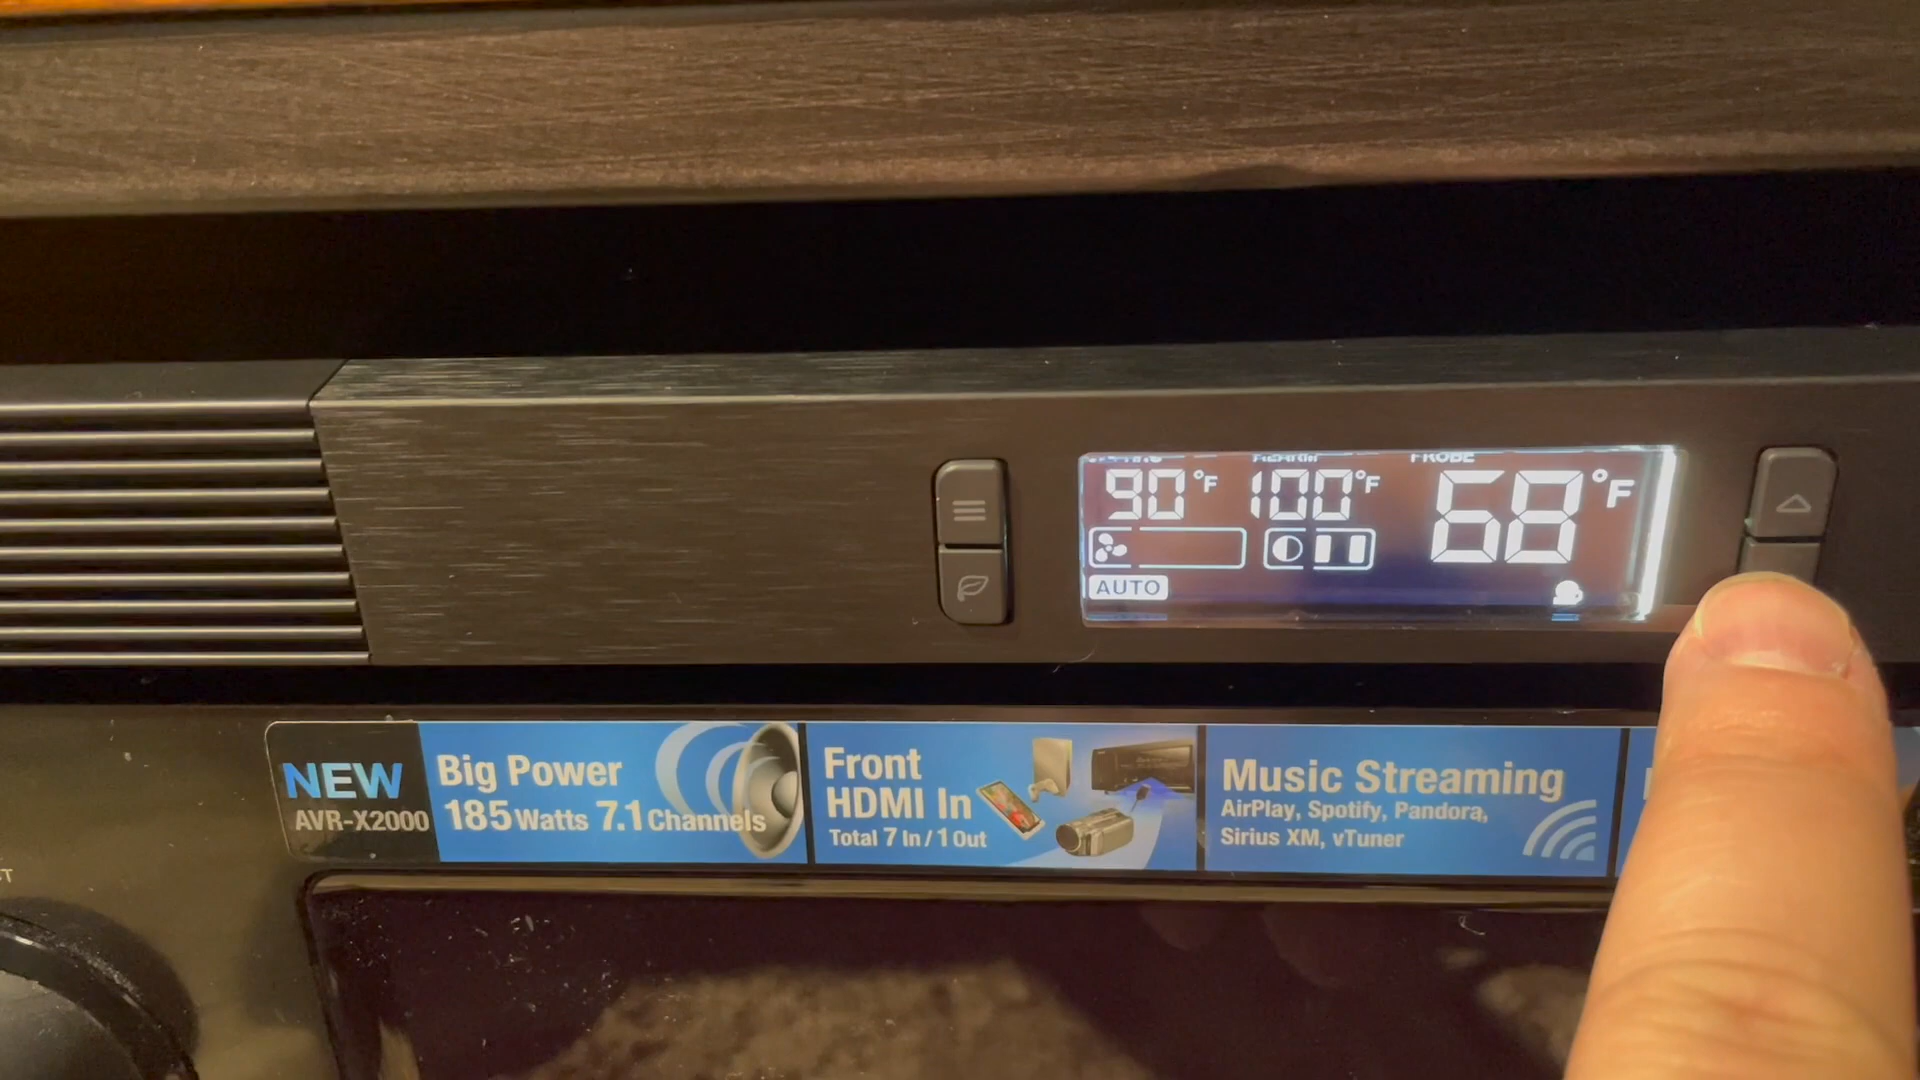 PROBE
90°F 100°F 68°F
AUTO
NEW
AVR-X2000
Big Power
185 Watts 7.1 Channels
Front
HDMI In
Total 7 In / 1 Out
Music Streaming
AirPlay, Spotify, Pandora,
Sirius XM, vTuner